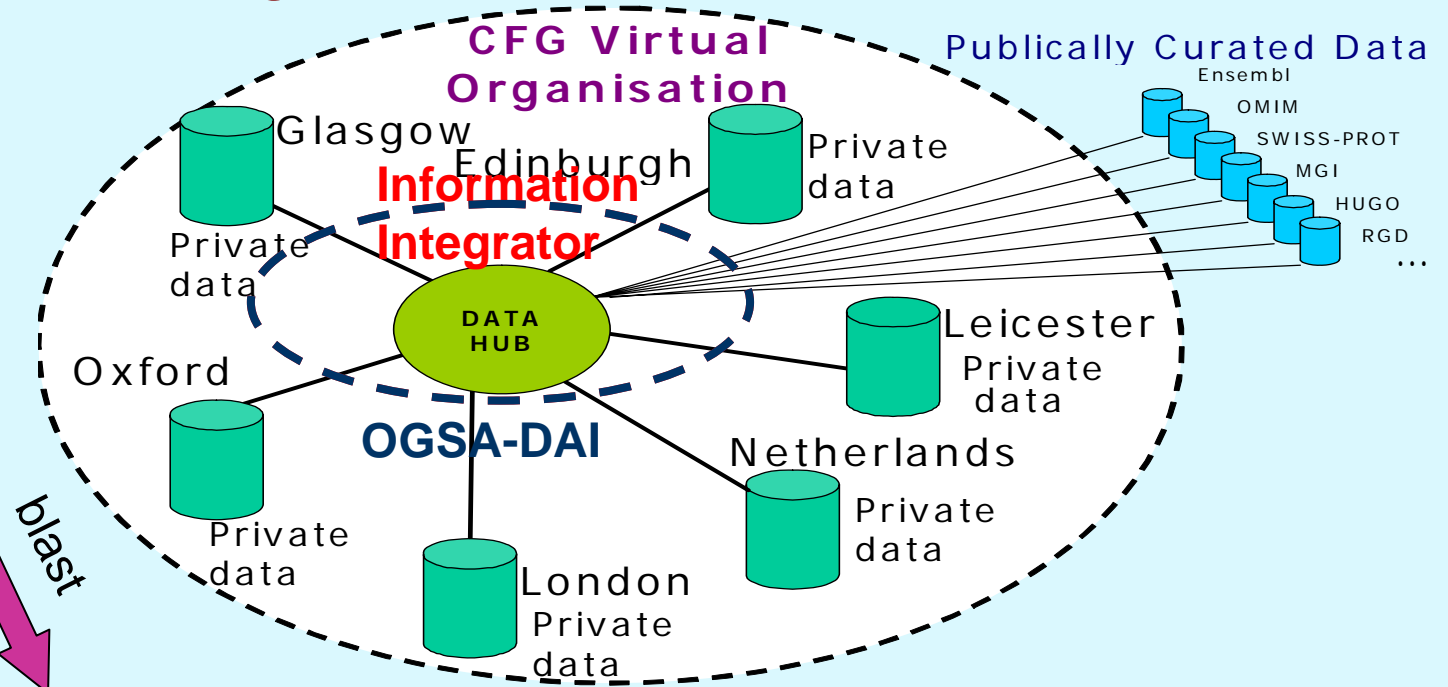 CFG Virtual
Organisation
Publically Curated Data
Ensembl
OMIM
SWISS-PROT
MGI
HUGO
RGD
...
Glasgow
Edinburgh
Private
data
Information
Integrator
Private
data
DATA
HUB
Leicester
Private
data
Oxford
OGSA-DAI
Netherlands
Private
data
Private
data
London
Private
data
blast